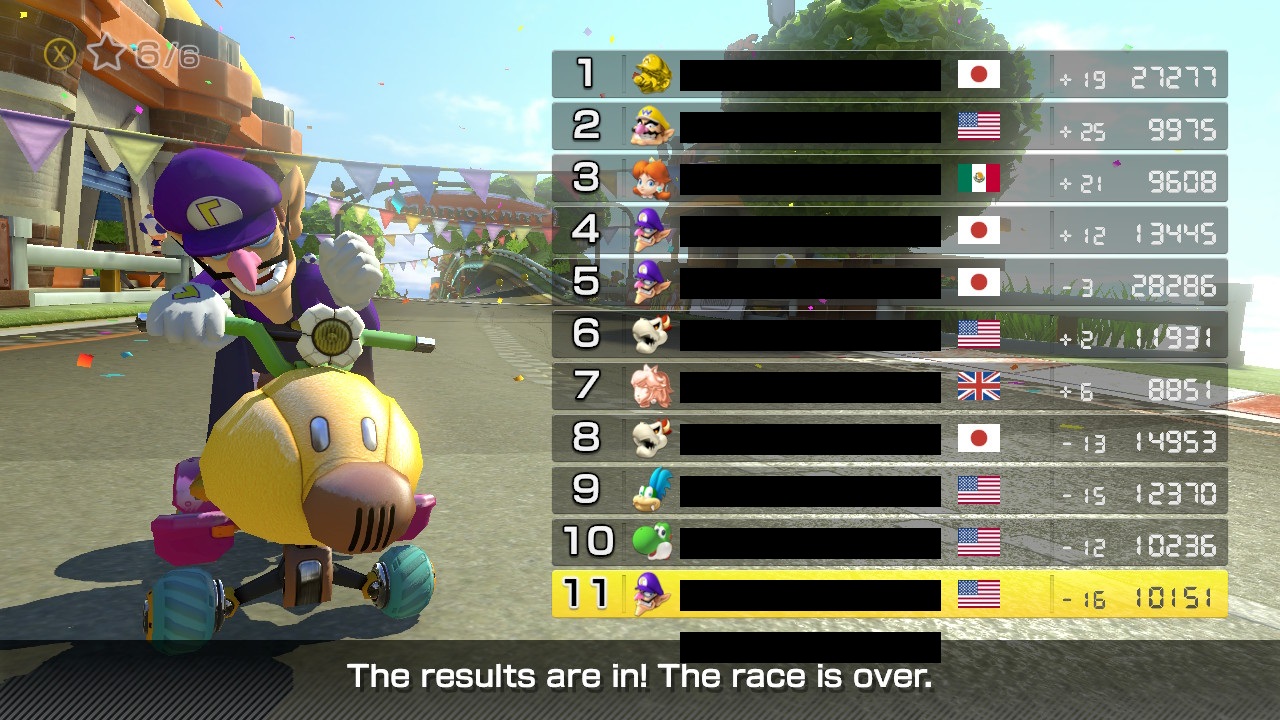 X 6/6
1 +19 27277
2 +25 9975
3 +21 9608
4 +12 13445
5 -3 28286
6 +2 11931
7 +6 8851
8 -13 14953
9 -15 12370
10 -12 10236
11 -16 10151
The results are in! The race is over.